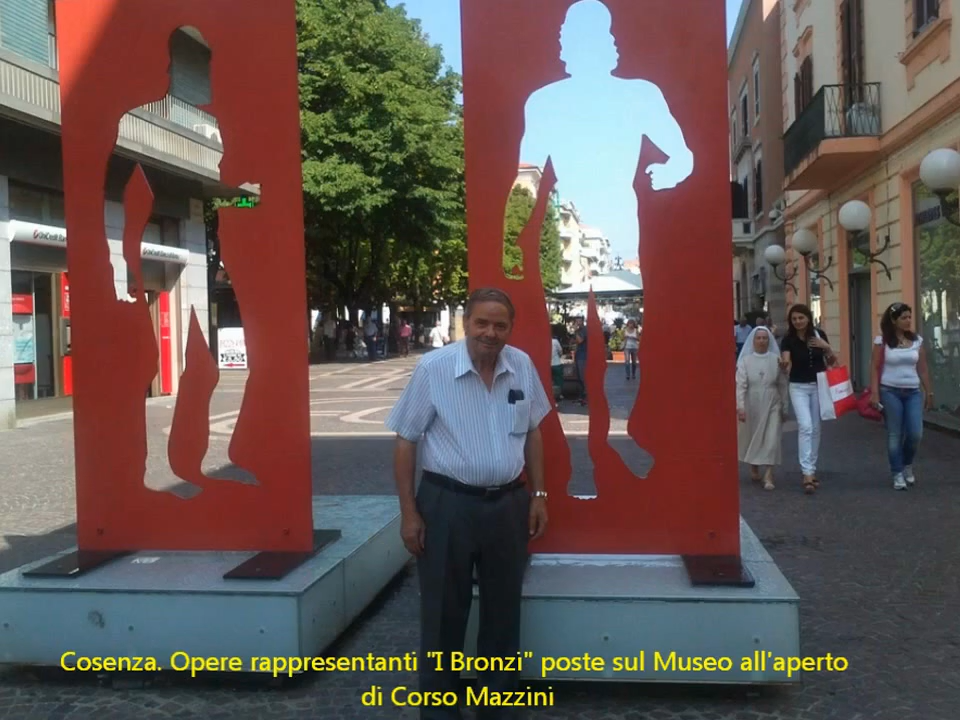 Cosenza. Opere rappresentanti "I Bronzi" poste sul Museo all'aperto
di Corso Mazzini